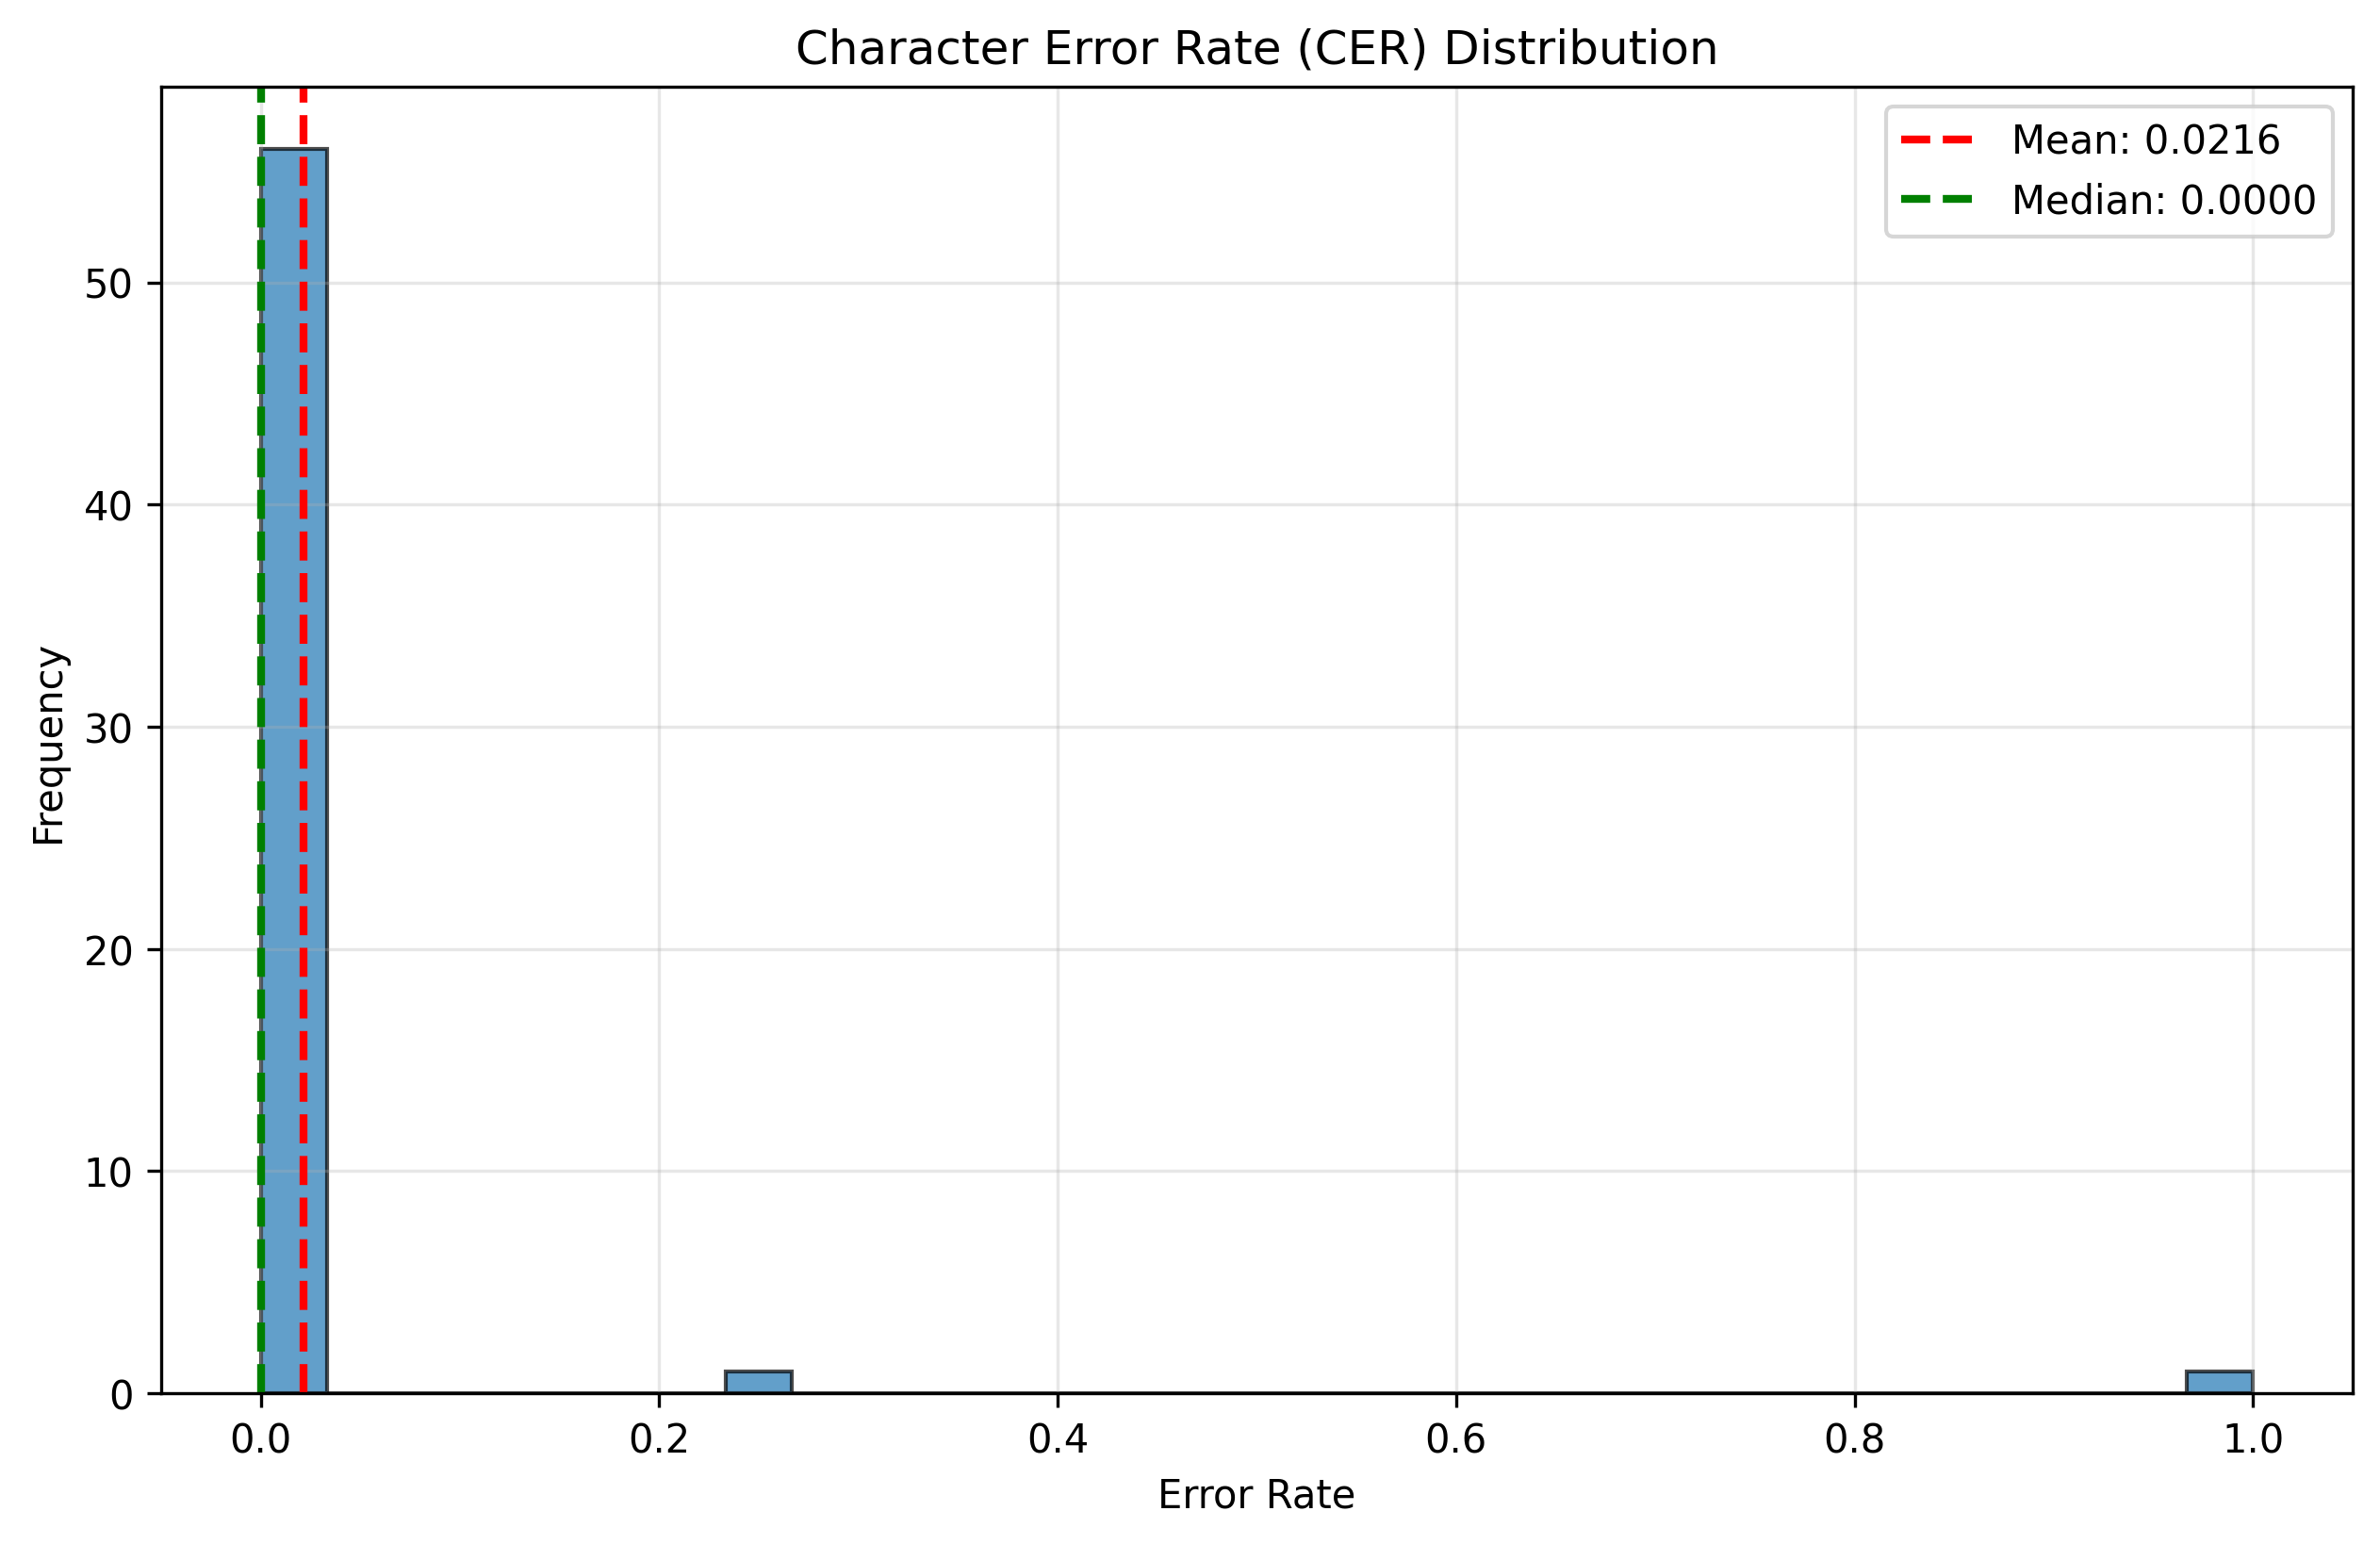 Character Error Rate (CER) Distribution
Mean: 0.0216
Median: 0.0000
Frequency
50
40
30
20
10
0
0.0 0.2 0.4 0.6 0.8 1.0
Error Rate